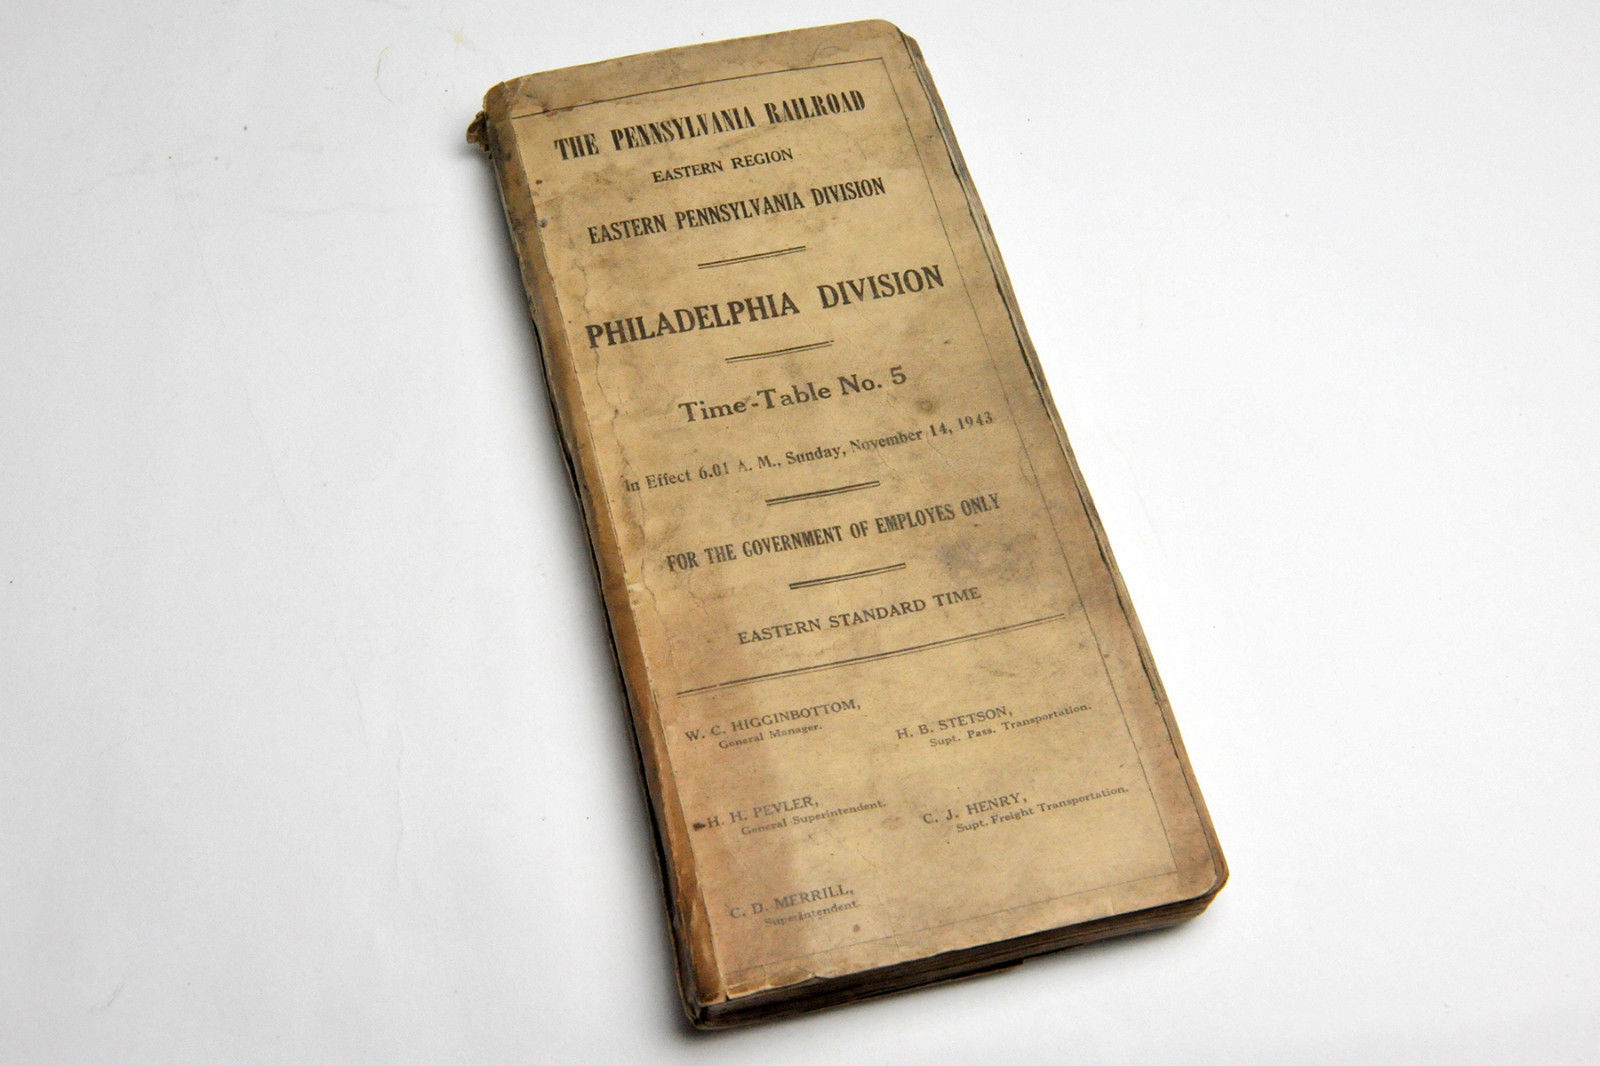 THE PENNSYLVANIA RAILROAD
EASTERN REGION
EASTERN PENNSYLVANIA DIVISION
PHILADELPHIA DIVISION
Time-Table No. 5
In Effect 6.01 A. M., Sunday, November 14, 1943
FOR THE GOVERNMENT OF EMPLOYES ONLY
EASTERN STANDARD TIME
W. C. HIGGINBOTTOM,
General Manager.
H. B. STETSON,
Supt. Pass. Transportation.
H. H. PEVLER,
General Superintendent.
C. J. HENRY,
Supt. Freight Transportation.
C. D. MERRILL,
Superintendent.